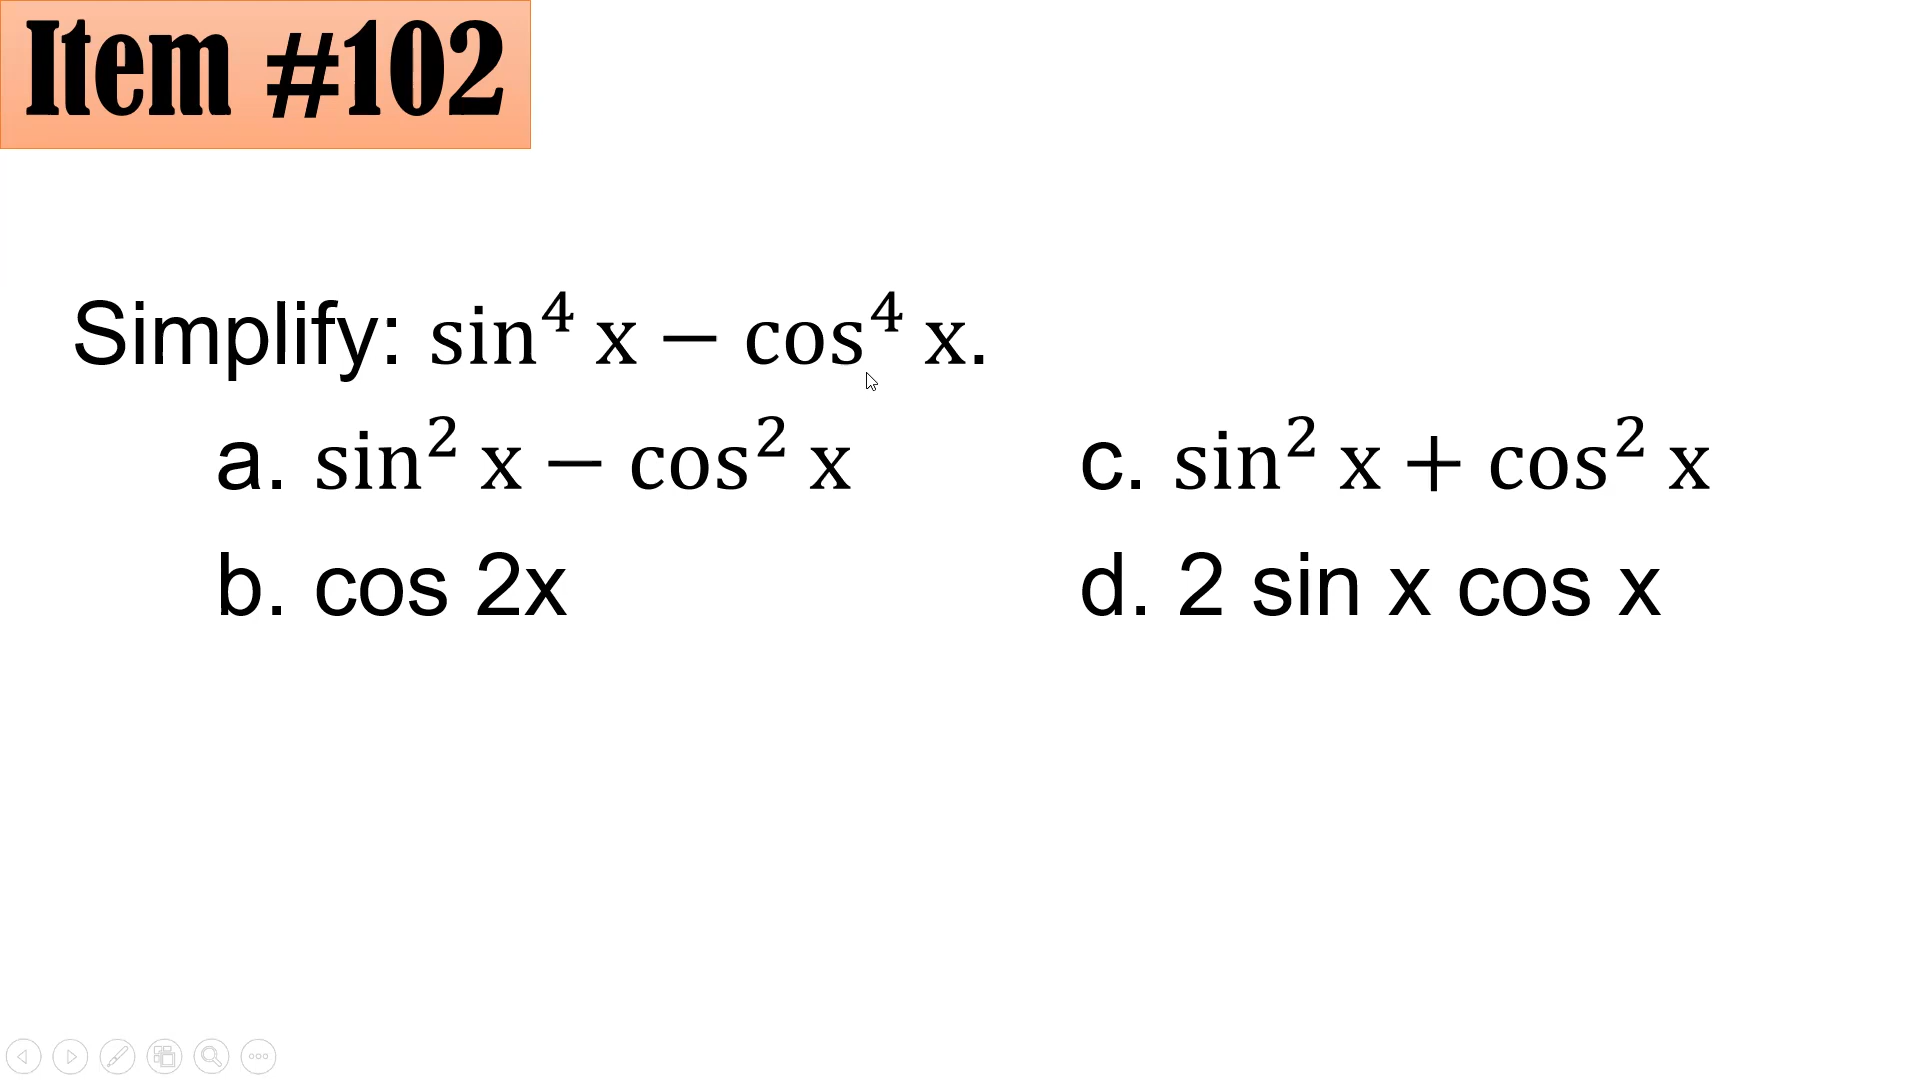 Item #102
Simplify: sin⁴ x − cos⁴ x.
a. sin² x − cos² x
c. sin² x + cos² x
b. cos 2x
d. 2 sin x cos x